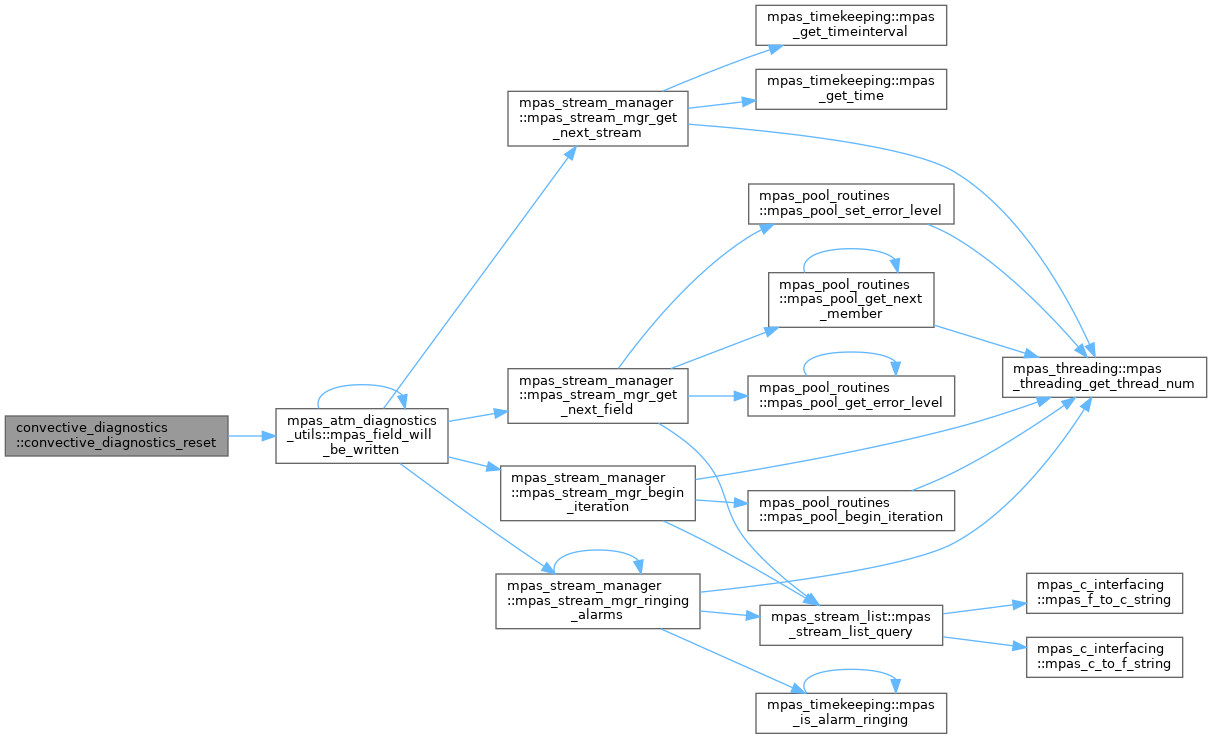 convective_diagnostics
::convective_diagnostics_reset
mpas_atm_diagnostics
_utils::mpas_field_will
_be_written
mpas_stream_manager
::mpas_stream_mgr_get
_next_stream
mpas_timekeeping::mpas
_get_timeinterval
mpas_timekeeping::mpas
_get_time
mpas_stream_manager
::mpas_stream_mgr_get
_next_field
mpas_pool_routines
::mpas_pool_set_error_level
mpas_pool_routines
::mpas_pool_get_next
_member
mpas_pool_routines
::mpas_pool_get_error_level
mpas_threading::mpas
_threading_get_thread_num
mpas_stream_manager
::mpas_stream_mgr_begin
_iteration
mpas_pool_routines
::mpas_pool_begin_iteration
mpas_stream_manager
::mpas_stream_mgr_ringing
_alarms
mpas_stream_list::mpas
_stream_list_query
mpas_c_interfacing
::mpas_f_to_c_string
mpas_c_interfacing
::mpas_c_to_f_string
mpas_timekeeping::mpas
_is_alarm_ringing